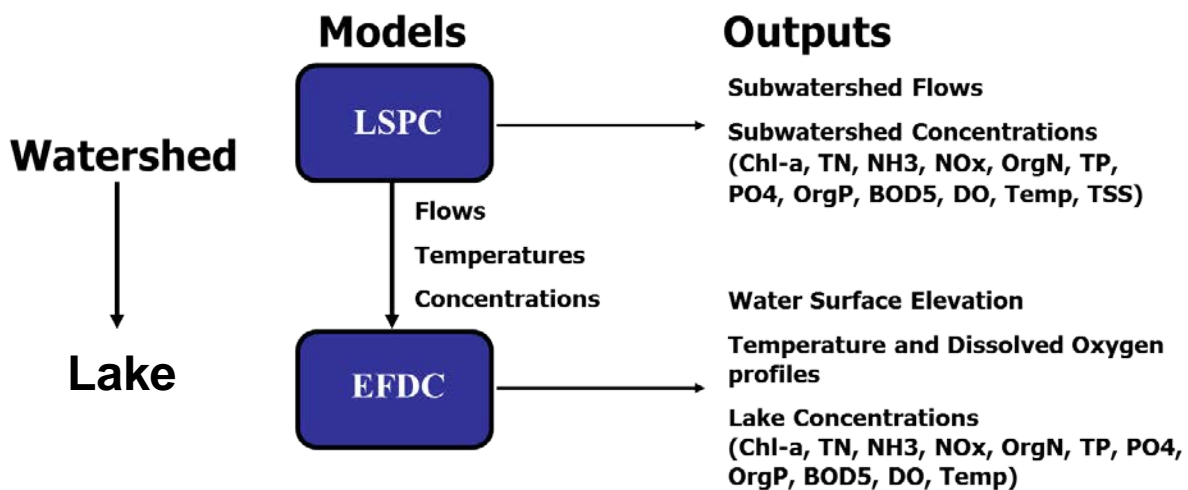 Models
Outputs
Watershed
Lake
LSPC
Flows
Temperatures
Concentrations
EFDC
Subwatershed Flows
Subwatershed Concentrations
(Chl-a, TN, NH3, NOx, OrgN, TP,
PO4, OrgP, BOD5, DO, Temp, TSS)
Water Surface Elevation
Temperature and Dissolved Oxygen
profiles
Lake Concentrations
(Chl-a, TN, NH3, NOx, OrgN, TP, PO4,
OrgP, BOD5, DO, Temp)